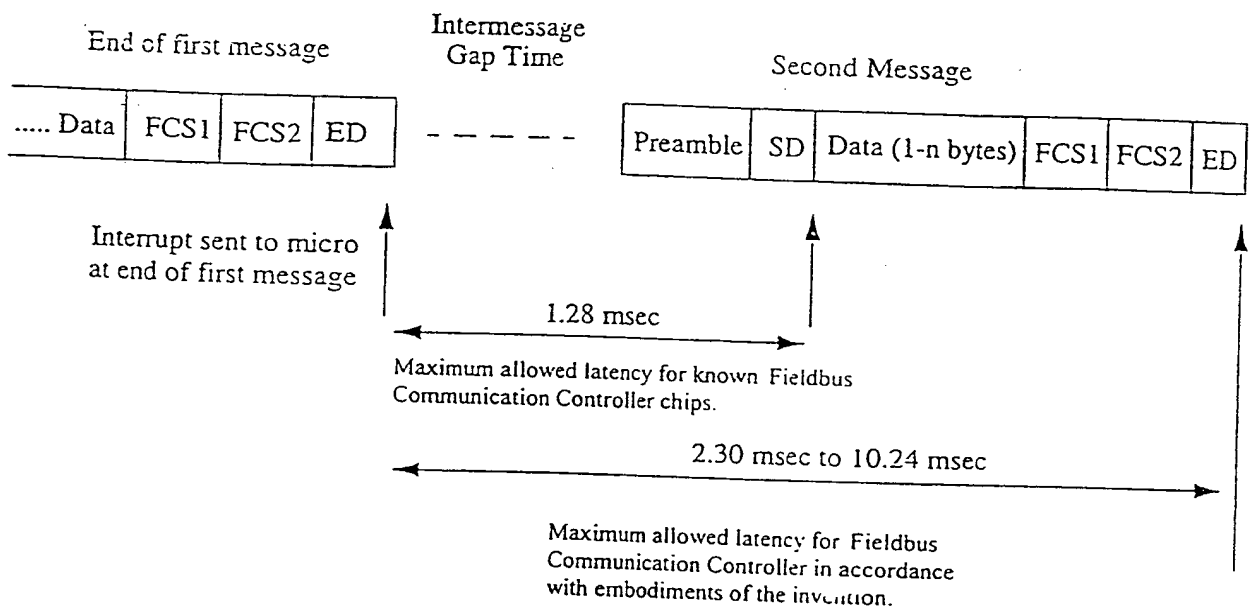 End of first message
Intermessage
Gap Time
Second Message
..... Data FCS1 FCS2 ED
Preamble SD Data (1-n bytes) FCS1 FCS2 ED
Interrupt sent to micro
at end of first message
1.28 msec
Maximum allowed latency for known Fieldbus
Communication Controller chips.
2.30 msec to 10.24 msec
Maximum allowed latency for Fieldbus
Communication Controller in accordance
with embodiments of the invention.